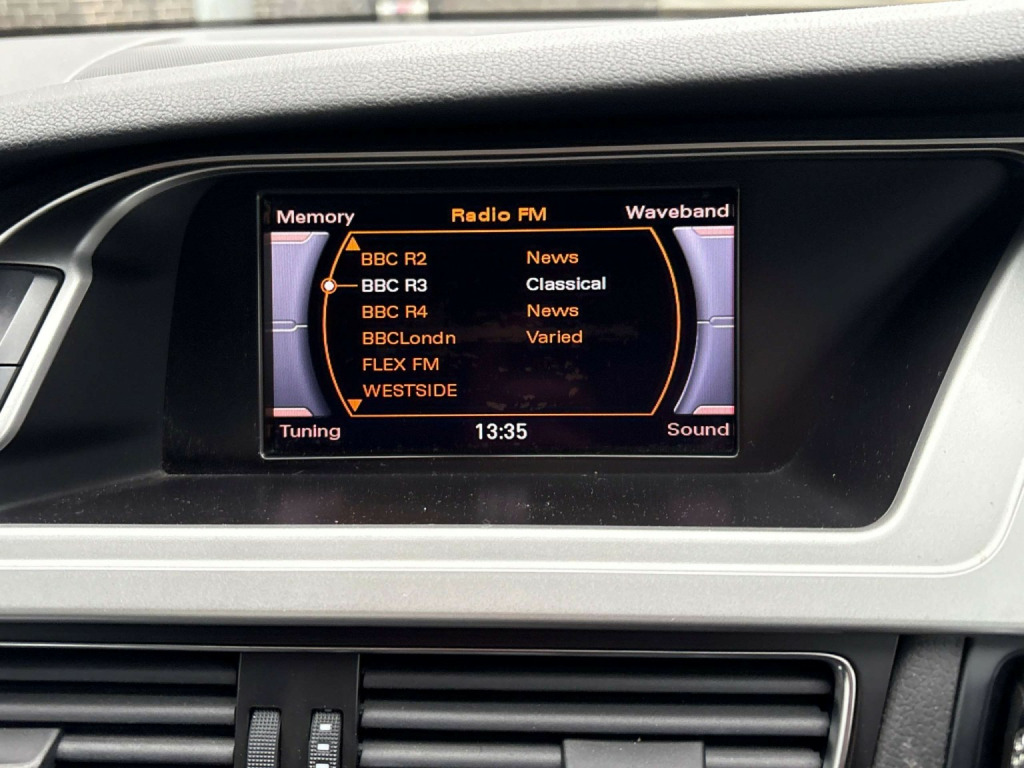 Memory Radio FM Waveband
BBC R2 News
BBC R3 Classical
BBC R4 News
BBCLondn Varied
FLEX FM
WESTSIDE
Tuning 13:35 Sound